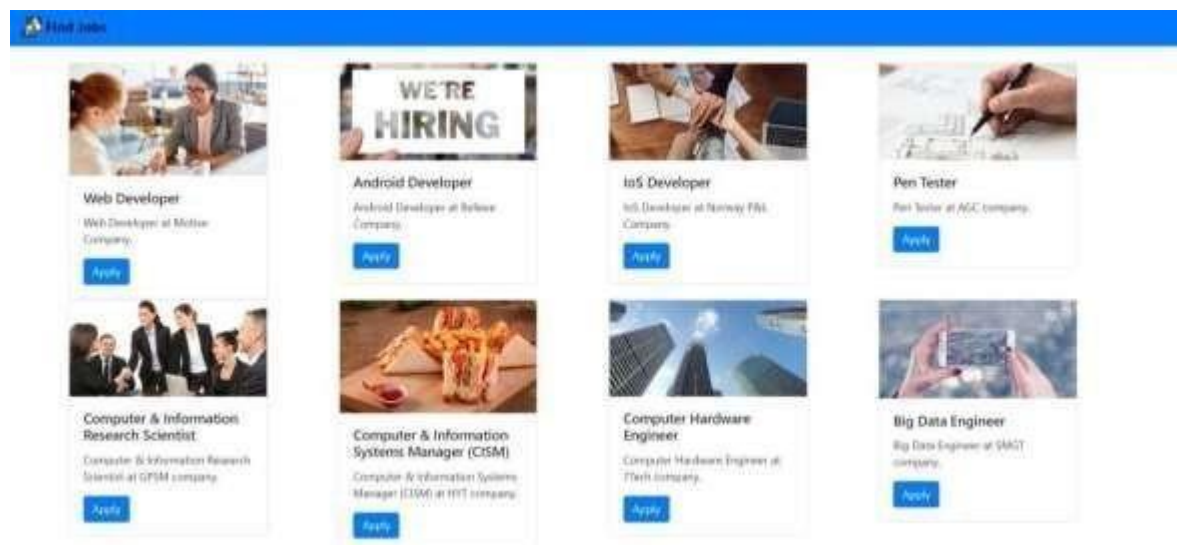 Find Jobs
WE'RE
HIRING
Web Developer
Web Developer at Motive
Company.
Apply
Android Developer
Android Developer at Believe
Company.
Apply
IoS Developer
IoS Developer at Norway
Company.
Apply
Pen Tester
Pen Tester at AGC company.
Apply
Computer & Information
Research Scientist
Computer & Information Research
Scientist at GPSM company.
Apply
Computer & Information
Systems Manager (CISM)
Computer & Information Systems
Manager (CISM) at HYT company.
Apply
Computer Hardware
Engineer
Computer Hardware Engineer at
company.
Apply
Big Data Engineer
Big Data Engineer at SMGT
company.
Apply